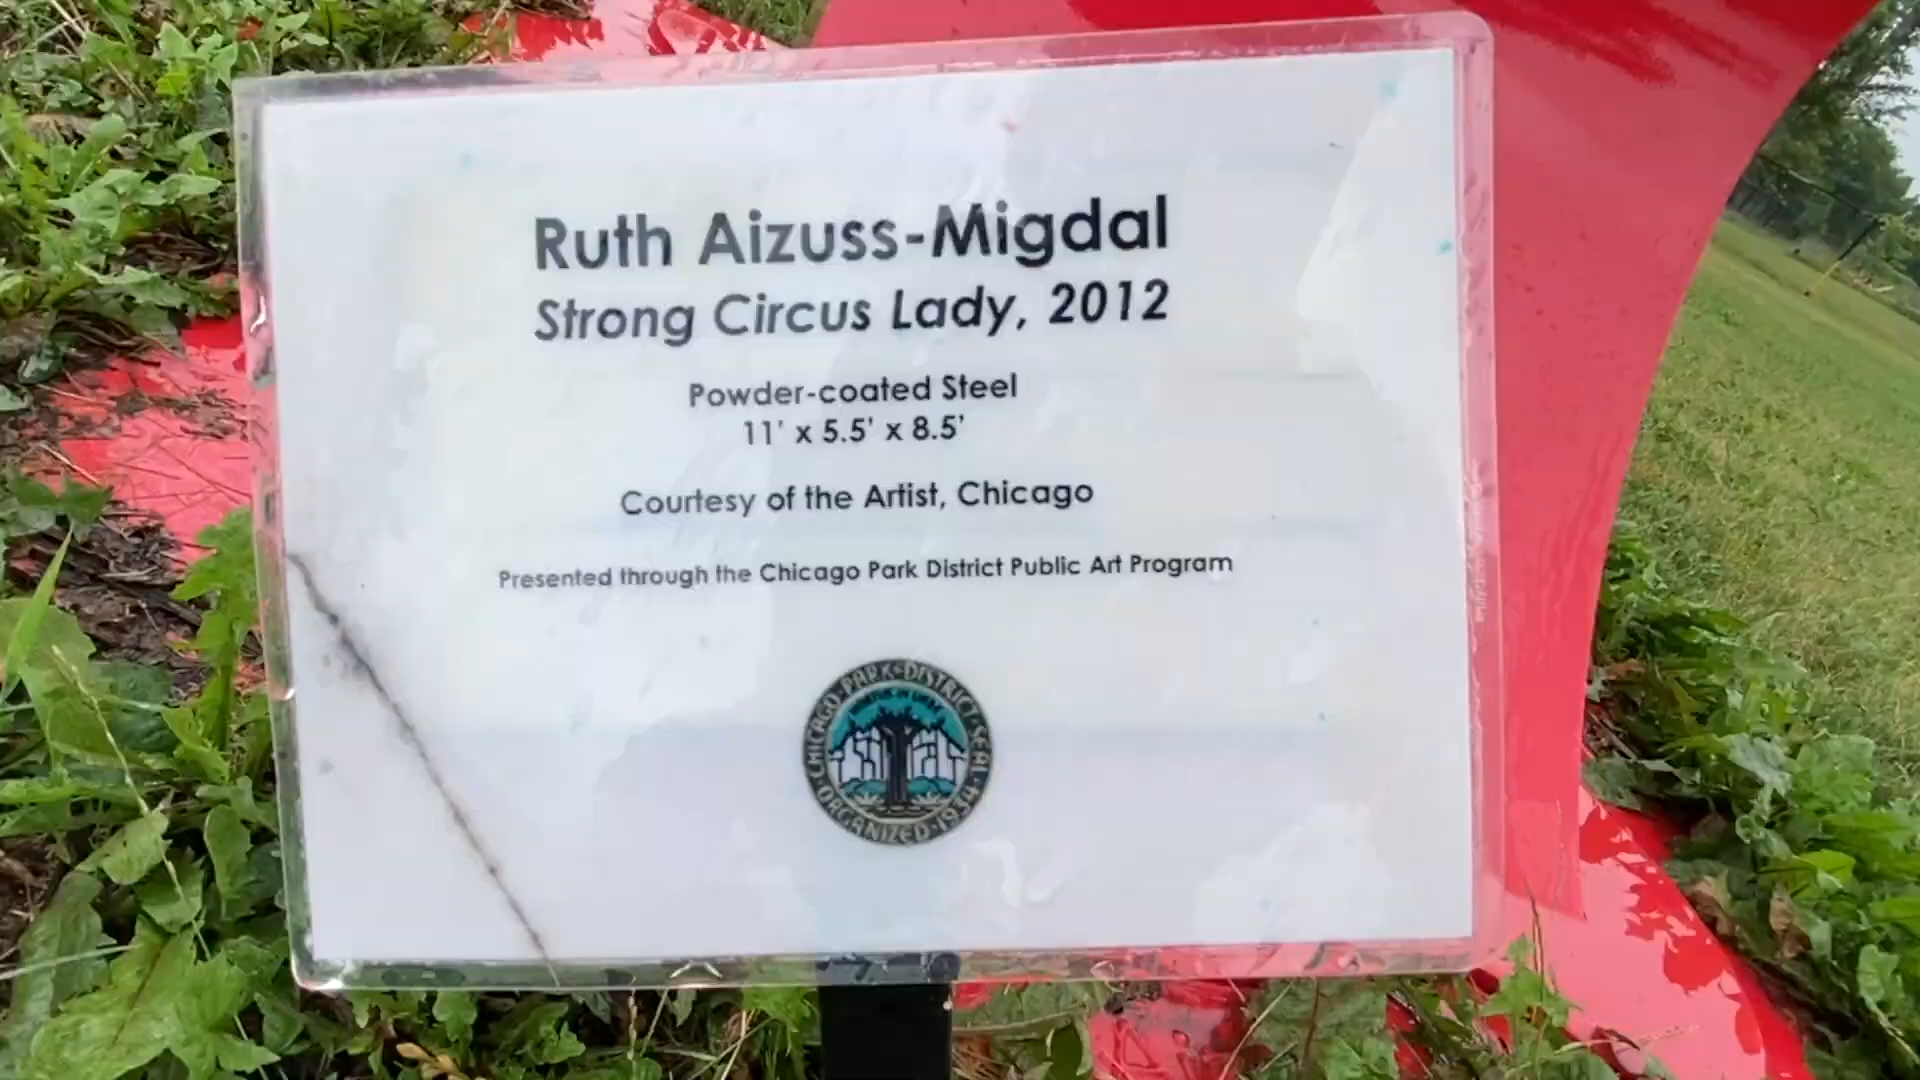 Ruth Aizuss-Migdal
Strong Circus Lady, 2012
Powder-coated Steel
11' x 5.5' x 8.5'
Courtesy of the Artist, Chicago
Presented through the Chicago Park District Public Art Program
CHICAGO·PARK·DISTRICT·SEAL
·ORGANIZED·1934·